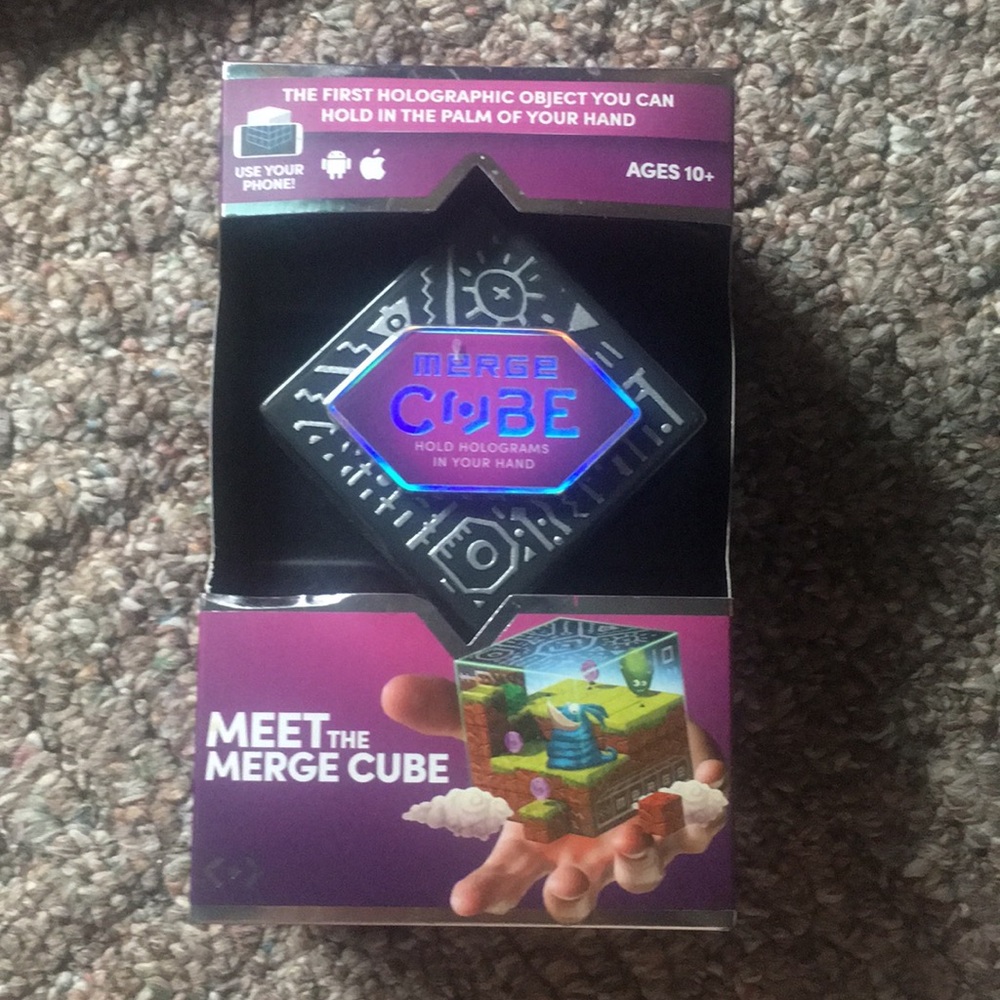 THE FIRST HOLOGRAPHIC OBJECT YOU CAN
HOLD IN THE PALM OF YOUR HAND
USE YOUR
PHONE!
AGES 10+
MERGE
CUBE
HOLD HOLOGRAMS
IN YOUR HAND
MEET THE
MERGE CUBE